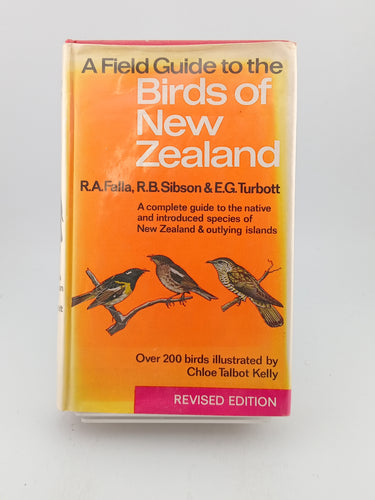 A Field Guide to the
Birds of
New
Zealand
R.A. Falla, R.B. Sibson & E.G. Turbott
A complete guide to the native
and introduced species of
New Zealand & outlying islands
Over 200 birds illustrated by
Chloe Talbot Kelly
REVISED EDITION